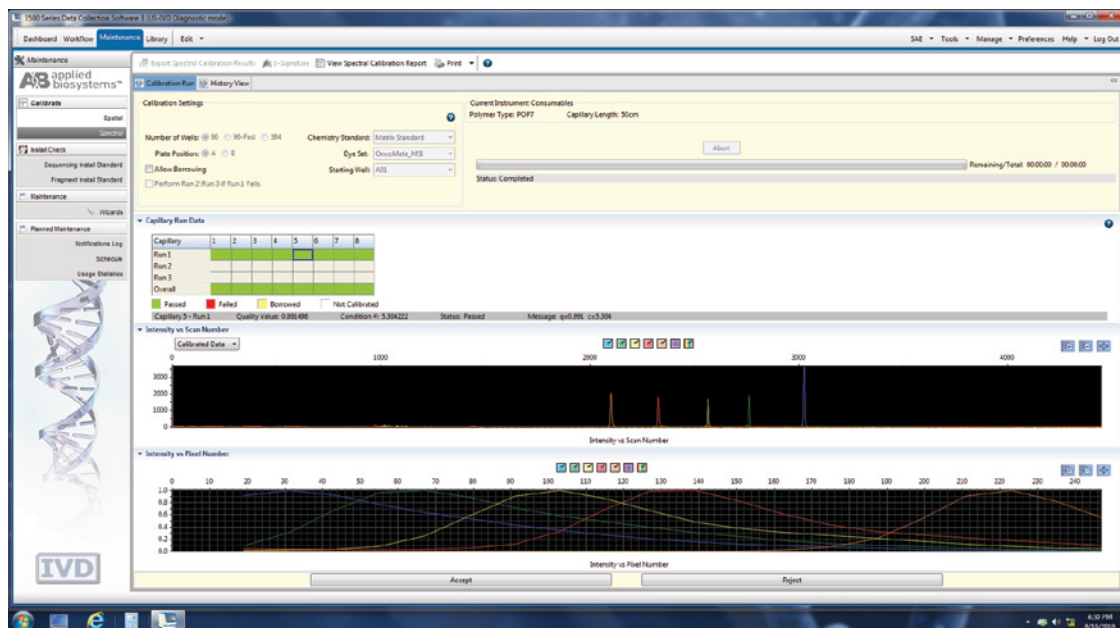 3500 Series Data Collection Software 3 (US-IVD Diagnostic mode)
Dashboard Workflow Maintenance Library Edit
SAE Tools Manage Preferences Help Log Out
Maintenance
AB applied biosystems™
Calibrate
Spatial
Spectral
Install Check
Sequencing Install Standard
Fragment Install Standard
Maintenance
Wizards
Planned Maintenance
Notifications Log
Schedule
Usage Statistics
IVD
Export Spectral Calibration Results E-Signature View Spectral Calibration Report Print
Calibration Run History View
Calibration Settings
Number of Wells: 96 96-Fast 384 Chemistry Standard: Matrix Standard
Plate Position: A B Dye Set: OncoMate_MSI
Allow Borrowing Starting Well: A01
Perform Run 2\Run 3 if Run 1 Fails.
Current Instrument Consumables
Polymer Type: POP7 Capillary Length: 50cm
Abort
Remaining/Total: 00:00:00 / 00:00:00
Status: Completed
Capillary Run Data
Capillary 1 2 3 4 5 6 7 8
Run 1
Run 2
Run 3
Overall
Passed Failed Borrowed Not Calibrated
Capillary 5 - Run 1 Quality Value: 0.991498 Condition #: 5.304222 Status: Passed Message: q=0.991 c=5.304
Intensity vs Scan Number
Calibrated Data
0 1000 2000 3000 4000
3000
2000
1000
0
Intensity vs Scan Number
Intensity vs Pixel Number
0 10 20 30 40 50 60 70 80 90 100 110 120 130 140 150 160 170 180 190 200 210 220 230 240
1.0
0.8
0.6
0.4
0.2
0.0
Intensity vs Pixel Number
Accept Reject
4:39 PM